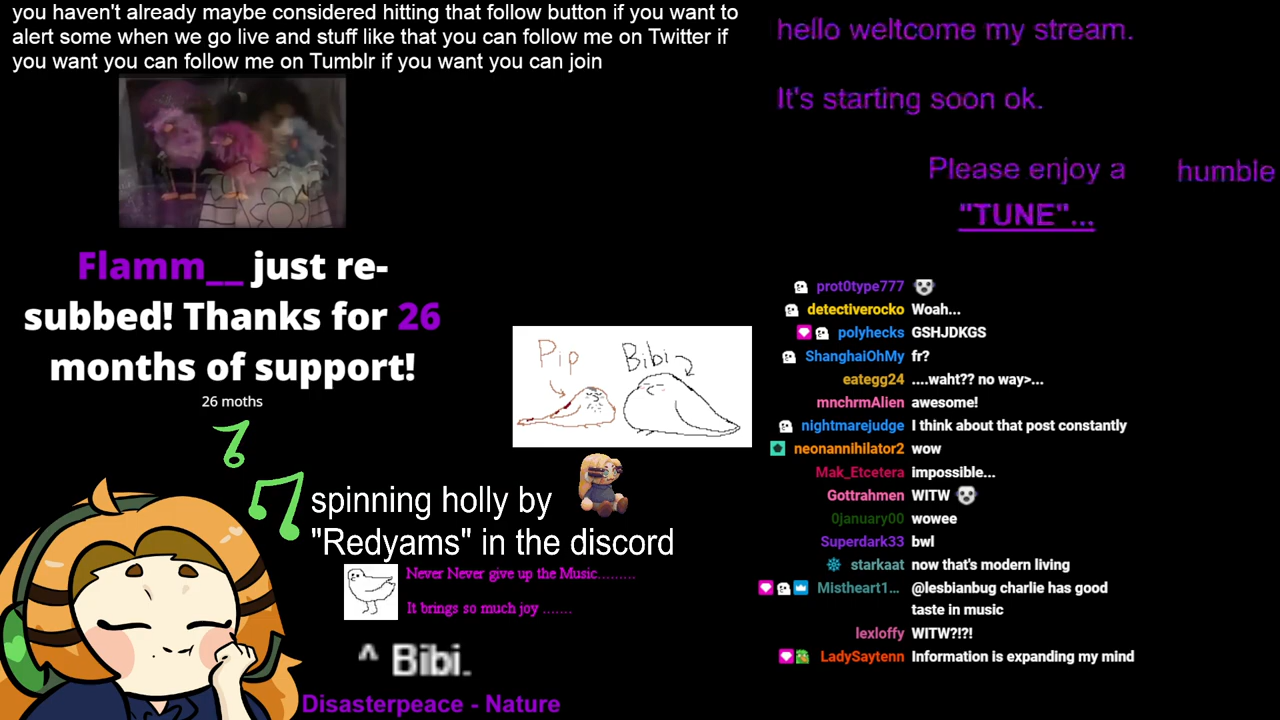 you haven't already maybe considered hitting that follow button if you want to
alert some when we go live and stuff like that you can follow me on Twitter if
you want you can follow me on Tumblr if you want you can join
hello weltcome my stream.
It's starting soon ok.
Please enjoy a humble
"TUNE"...
Flamm__ just re-
subbed! Thanks for 26
months of support!
26 moths
Pip
Bibi
spinning holly by
"Redyams" in the discord
Never Never give up the Music.........
It brings so much joy .......
^ Bibi.
Disasterpeace - Nature
prot0type777
detectiverocko Woah...
polyhecks GSHJDKGS
ShanghaiOhMy fr?
eategg24 ....waht?? no way>...
mnchrmAlien awesome!
nightmarejudge I think about that post constantly
neonannihilator2 wow
Mak_Etcetera impossible...
Gottrahmen WITW
0january00 wowee
Superdark33 bwl
starkaat now that's modern living
Mistheart1... @lesbianbug charlie has good
taste in music
lexloffy WITW?!?!
LadySaytenn Information is expanding my mind